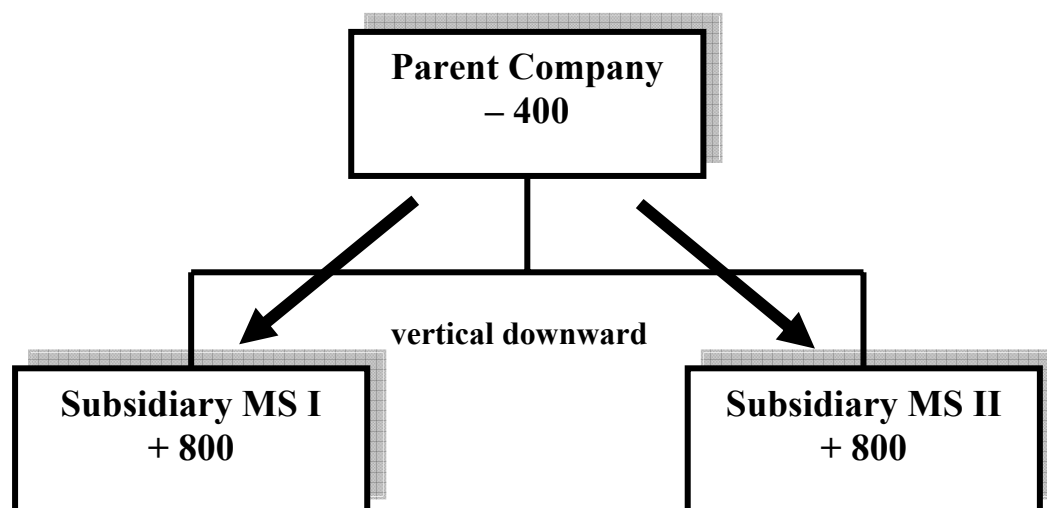 Parent Company
– 400
vertical downward
Subsidiary MS I
+ 800
Subsidiary MS II
+ 800